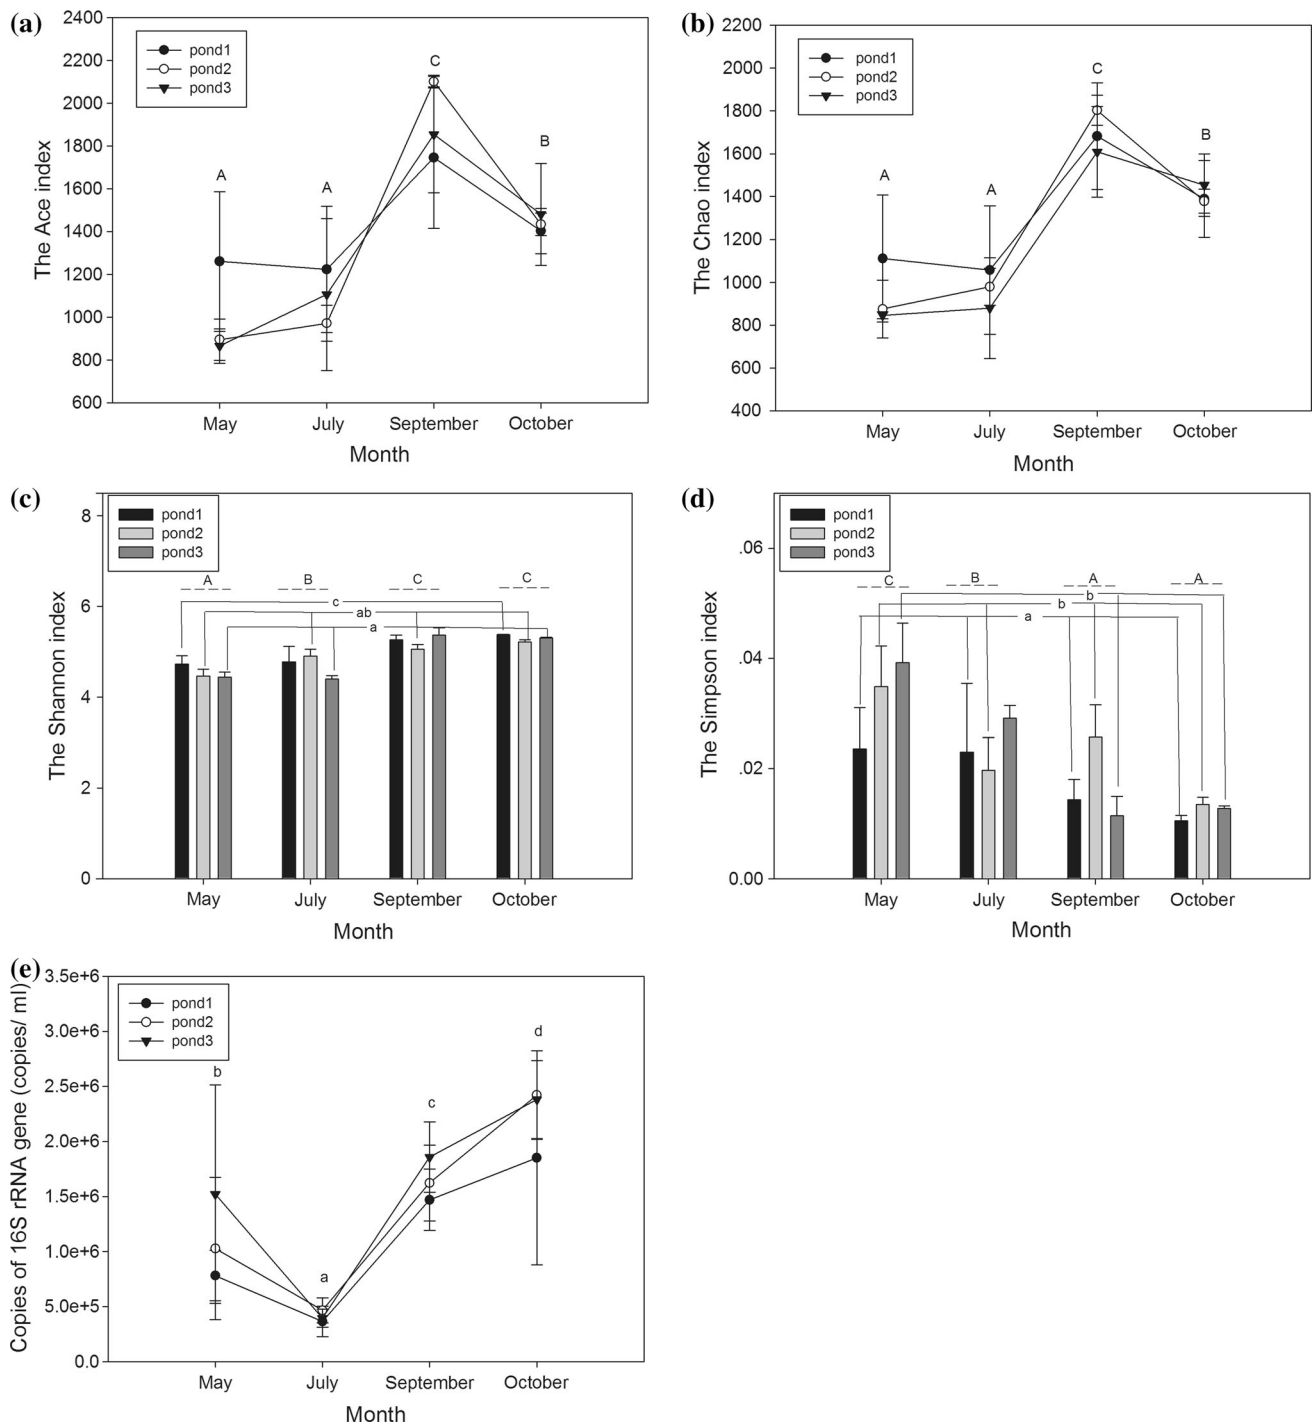 (a)
2400
2200
2000
1800
1600
1400
1200
1000
800
600
The Ace index
pond1
pond2
pond3
A
A
C
B
May
July
September
October
Month
(b)
2200
2000
1800
1600
1400
1200
1000
800
600
400
The Chao index
pond1
pond2
pond3
A
A
C
B
May
July
September
October
Month
(c)
8
6
4
2
0
The Shannon index
pond1
pond2
pond3
A
B
C
C
c
ab
a
May
July
September
October
Month
(d)
.06
.04
.02
0.00
The Simpson index
pond1
pond2
pond3
C
B
A
A
b
b
a
May
July
September
October
Month
(e)
3.5e+6
3.0e+6
2.5e+6
2.0e+6
1.5e+6
1.0e+6
5.0e+5
0.0
Copies of 16S rRNA gene (copies/ ml)
pond1
pond2
pond3
b
a
c
d
May
July
September
October
Month